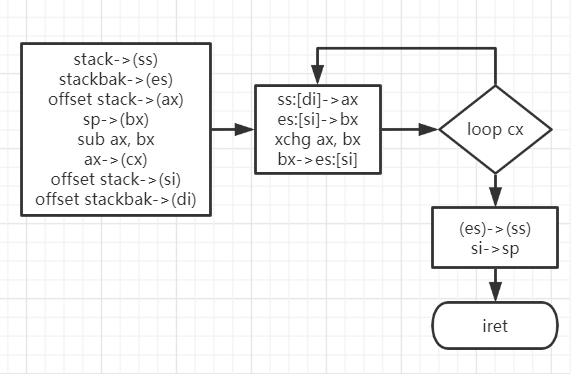 stack->(ss)
stackbak->(es)
offset stack->(ax)
sp->(bx)
sub ax, bx
ax->(cx)
offset stack->(si)
offset stackbak->(di)
ss:[di]->ax
es:[si]->bx
xchg ax, bx
bx->es:[si]
loop cx
(es)->(ss)
si->sp
iret